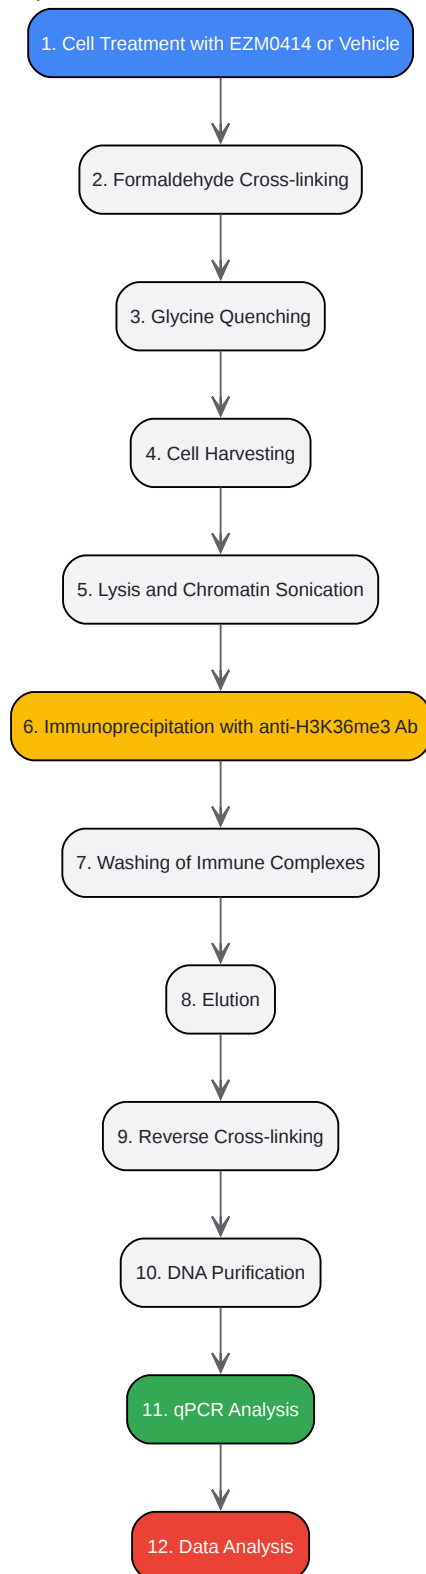 1. Cell Treatment with EZM0414 or Vehicle
2. Formaldehyde Cross-linking
3. Glycine Quenching
4. Cell Harvesting
5. Lysis and Chromatin Sonication
6. Immunoprecipitation with anti-H3K36me3 Ab
7. Washing of Immune Complexes
8. Elution
9. Reverse Cross-linking
10. DNA Purification
11. qPCR Analysis
12. Data Analysis